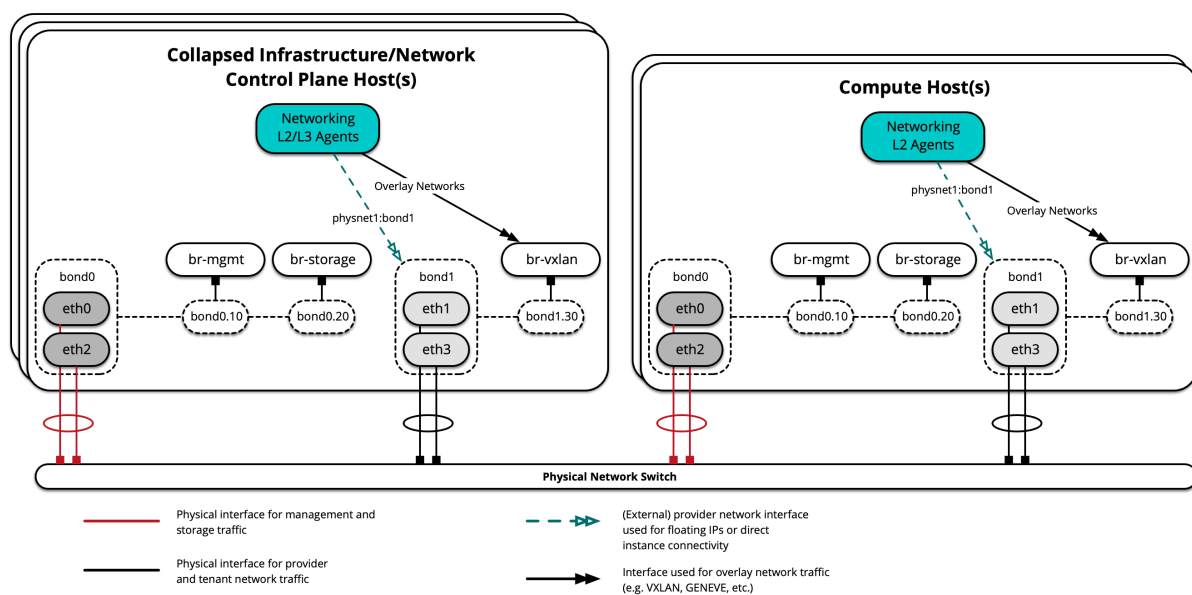 Collapsed Infrastructure/Network
Control Plane Host(s)
Networking
L2/L3 Agents
Overlay Networks
physnet1:bond1
br-mgmt
br-storage
br-vxlan
bond0
eth0
eth2
bond0.10
bond0.20
bond1
eth1
eth3
bond1.30
Compute Host(s)
Networking
L2 Agents
physnet1:bond1
Overlay Networks
br-mgmt
br-storage
br-vxlan
bond0
eth0
eth2
bond0.10
bond0.20
bond1
eth1
eth3
bond1.30
Physical Network Switch
Physical interface for management and
storage traffic
Physical interface for provider
and tenant network traffic
(External) provider network interface
used for floating IPs or direct
instance connectivity
Interface used for overlay network traffic
(e.g. VXLAN, GENEVE, etc.)